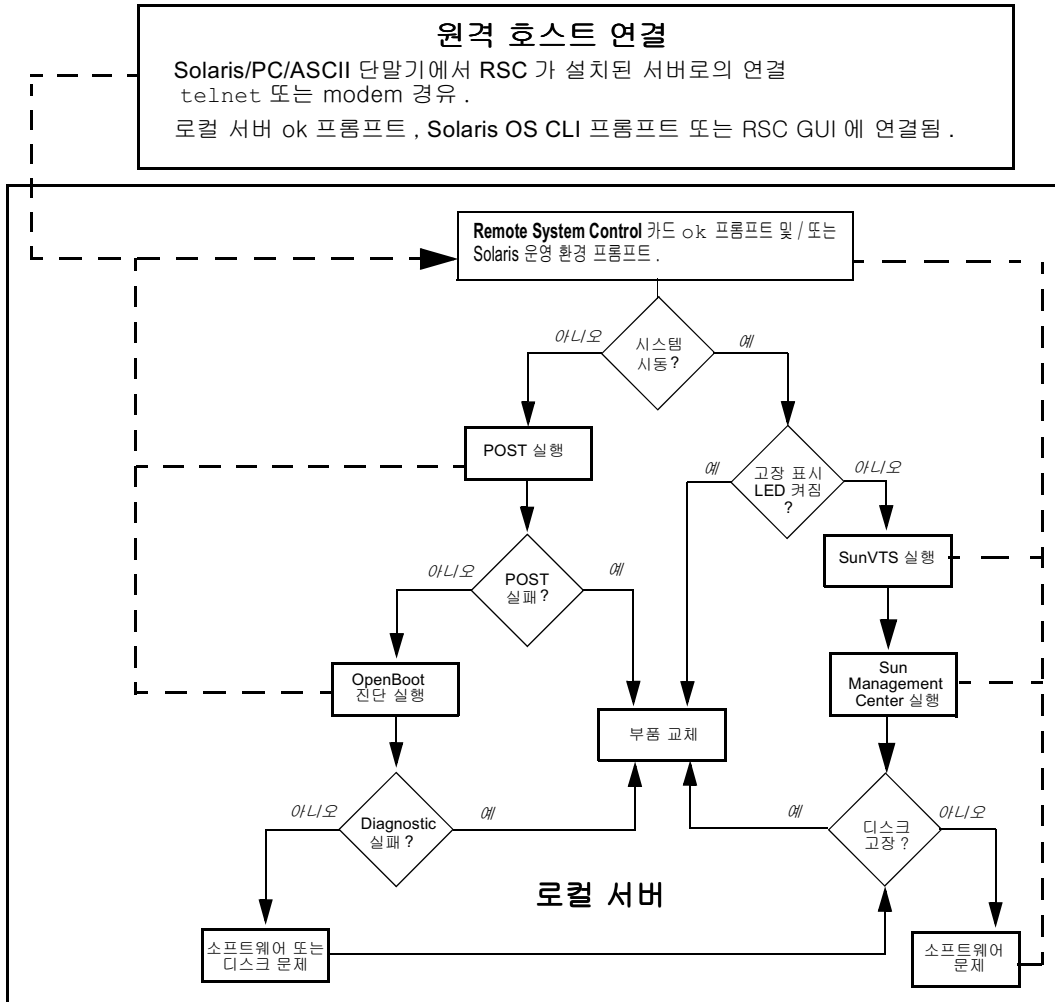 원격 호스트 연결
Solaris/PC/ASCII 단말기에서 RSC 가 설치된 서버로의 연결
telnet 또는 modem 경유 .
로컬 서버 ok 프롬프트 , Solaris OS CLI 프롬프트 또는 RSC GUI 에 연결됨 .
Remote System Control 카드 ok 프롬프트 및 / 또는
Solaris 운영 환경 프롬프트 .
아니오
시스템
시동 ?
예
POST 실행
예
고장 표시
LED 켜짐
?
아니오
SunVTS 실행
아니오
POST
실패 ?
예
OpenBoot
진단 실행
Sun
Management
Center 실행
부품 교체
아니오
Diagnostic
실패 ?
예
예
디스크
고장 ?
아니오
로컬 서버
소프트웨어 또는
디스크 문제
소프트웨어
문제